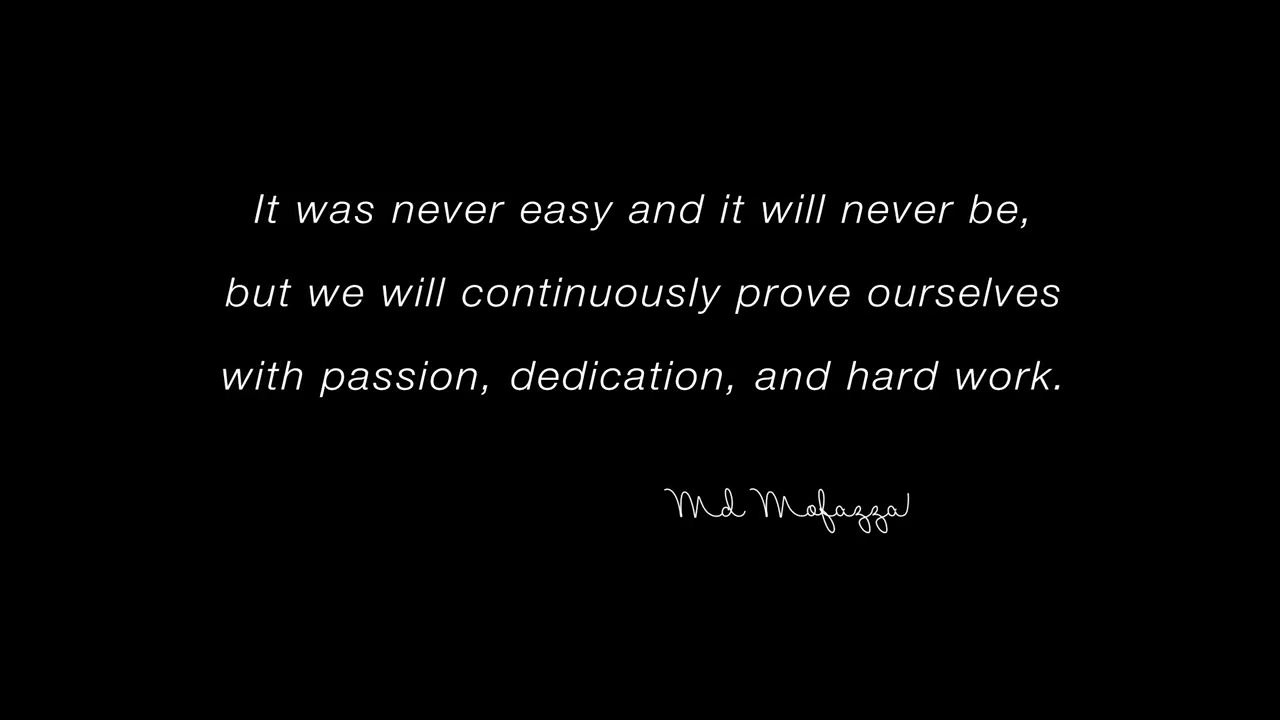 It was never easy and it will never be,
but we will continuously prove ourselves
with passion, dedication, and hard work.
Md Mofazza